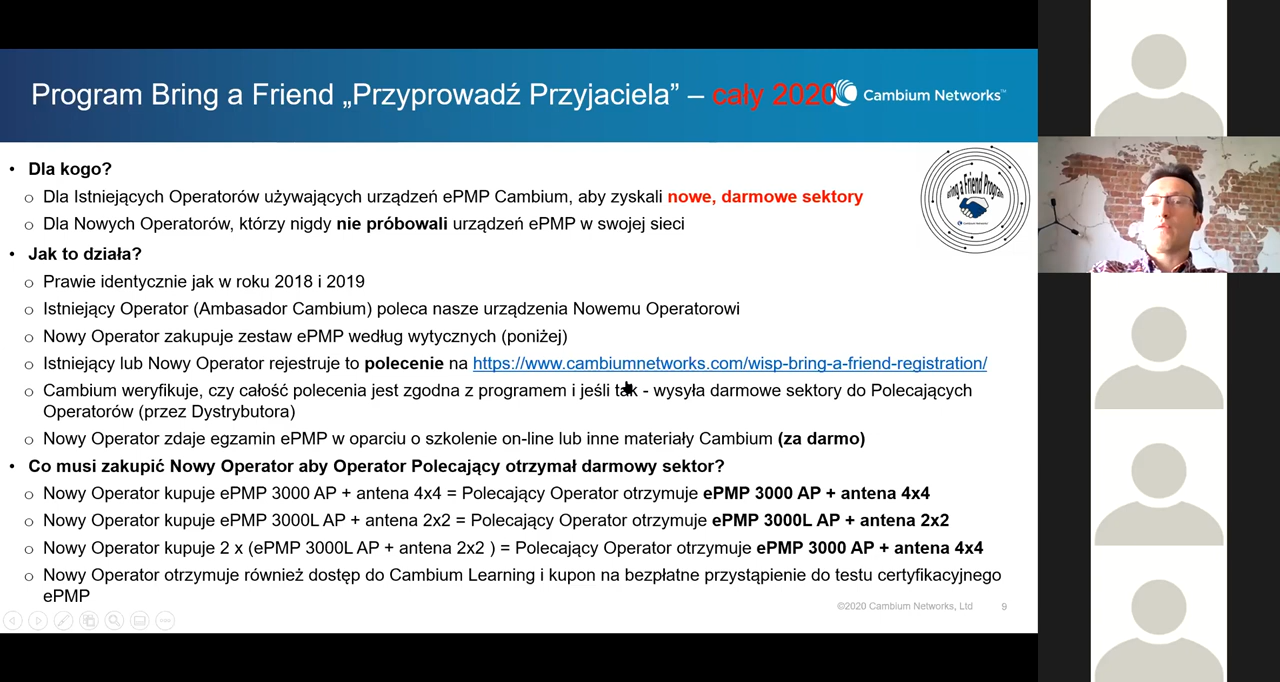 Program Bring a Friend „Przyprowadź Przyjaciela” – cały 2020
Cambium Networks™
Bring a Friend Program
• Dla kogo?
o Dla Istniejących Operatorów używających urządzeń ePMP Cambium, aby zyskali nowe, darmowe sektory
o Dla Nowych Operatorów, którzy nigdy nie próbowali urządzeń ePMP w swojej sieci
• Jak to działa?
o Prawie identycznie jak w roku 2018 i 2019
o Istniejący Operator (Ambasador Cambium) poleca nasze urządzenia Nowemu Operatorowi
o Nowy Operator zakupuje zestaw ePMP według wytycznych (poniżej)
o Istniejący lub Nowy Operator rejestruje to polecenie na https://www.cambiumnetworks.com/wisp-bring-a-friend-registration/
o Cambium weryfikuje, czy całość polecenia jest zgodna z programem i jeśli tak - wysyła darmowe sektory do Polecających
Operatorów (przez Dystrybutora)
o Nowy Operator zdaje egzamin ePMP w oparciu o szkolenie on-line lub inne materiały Cambium (za darmo)
• Co musi zakupić Nowy Operator aby Operator Polecający otrzymał darmowy sektor?
o Nowy Operator kupuje ePMP 3000 AP + antena 4x4 = Polecający Operator otrzymuje ePMP 3000 AP + antena 4x4
o Nowy Operator kupuje ePMP 3000L AP + antena 2x2 = Polecający Operator otrzymuje ePMP 3000L AP + antena 2x2
o Nowy Operator kupuje 2 x (ePMP 3000L AP + antena 2x2 ) = Polecający Operator otrzymuje ePMP 3000 AP + antena 4x4
o Nowy Operator otrzymuje również dostęp do Cambium Learning i kupon na bezpłatne przystąpienie do testu certyfikacyjnego
ePMP
©2020 Cambium Networks, Ltd 9